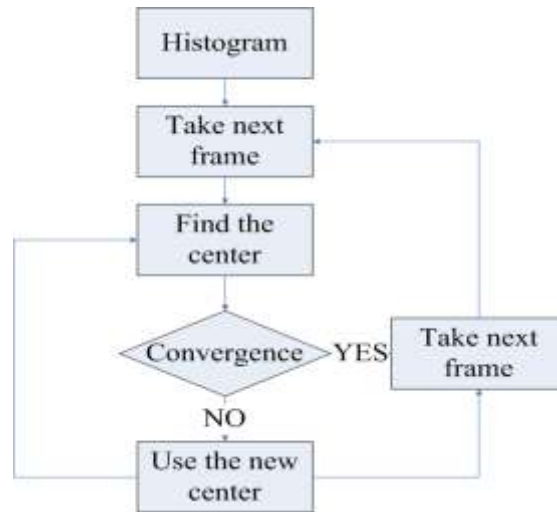 Histogram
Take next
frame
Find the
center
Convergence
YES
Take next
frame
NO
Use the new
center